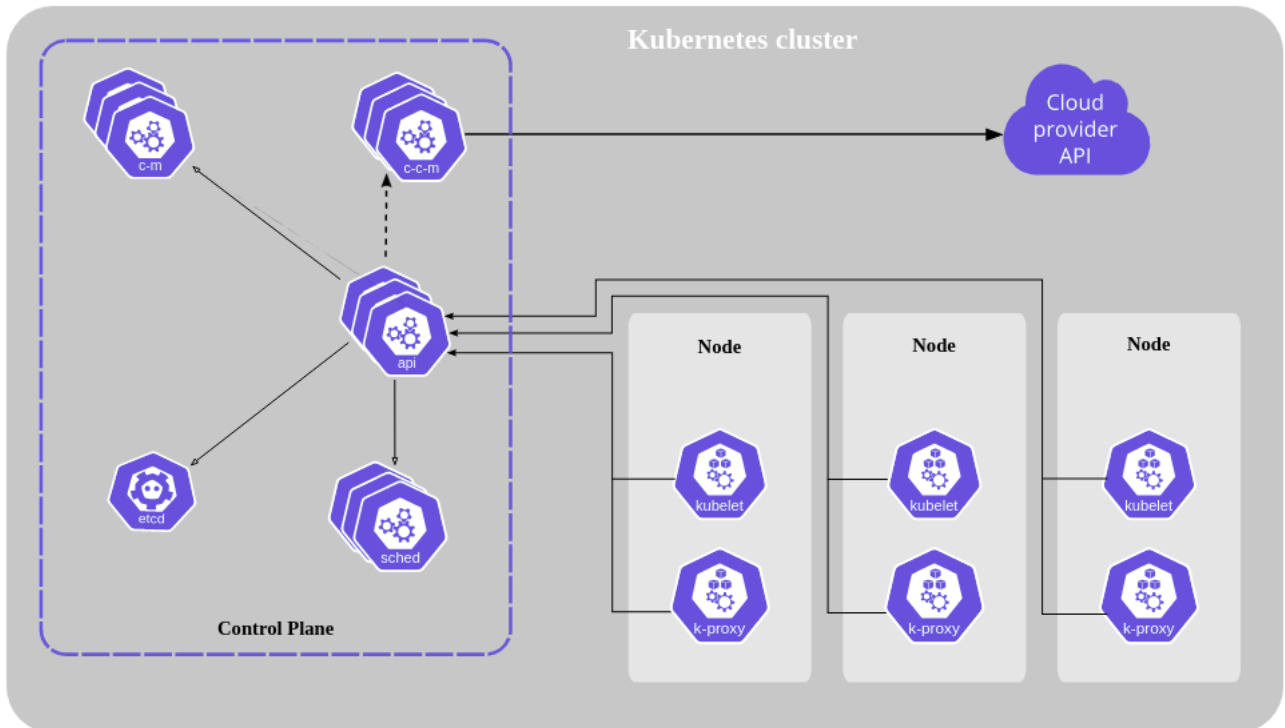 Kubernetes cluster
c-m
c-c-m
Cloud
provider
API
api
etcd
sched
Control Plane
Node
kubelet
k-proxy
Node
kubelet
k-proxy
Node
kubelet
k-proxy